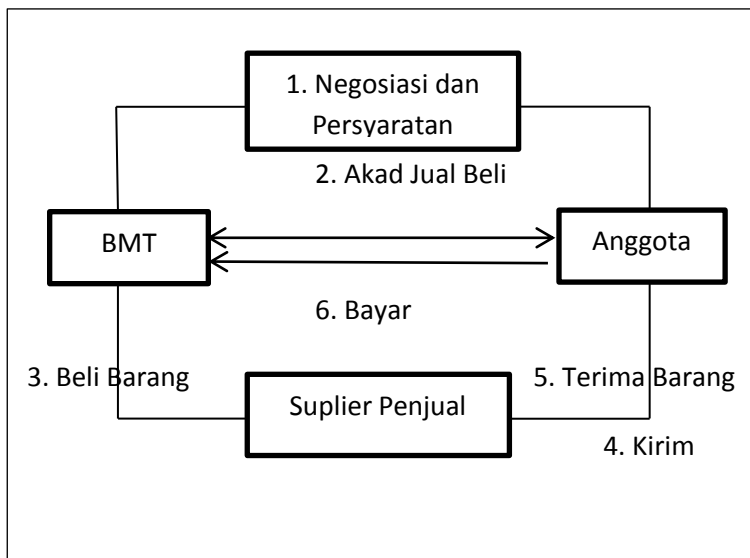 1. Negosiasi dan
Persyaratan
2. Akad Jual Beli
BMT
Anggota
6. Bayar
3. Beli Barang
5. Terima Barang
Suplier Penjual
4. Kirim